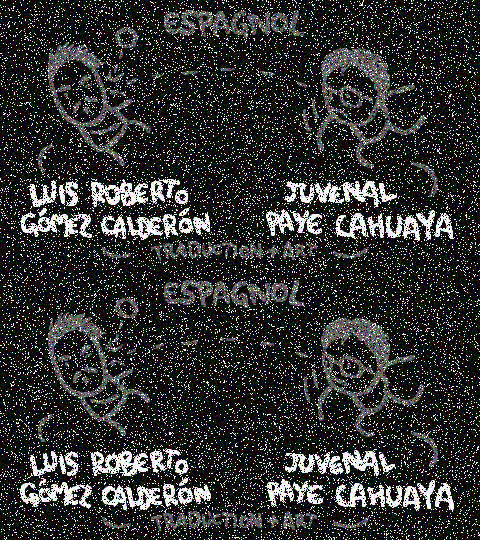 ESPAGNOL
LUIS ROBERTO
GÓMEZ CALDERÓN
JUVENAL
PAYE CAHUAYA
TRADUCTION + ART
ESPAGNOL
LUIS ROBERTO
GÓMEZ CALDERÓN
JUVENAL
PAYE CAHUAYA
TRADUCTION + ART